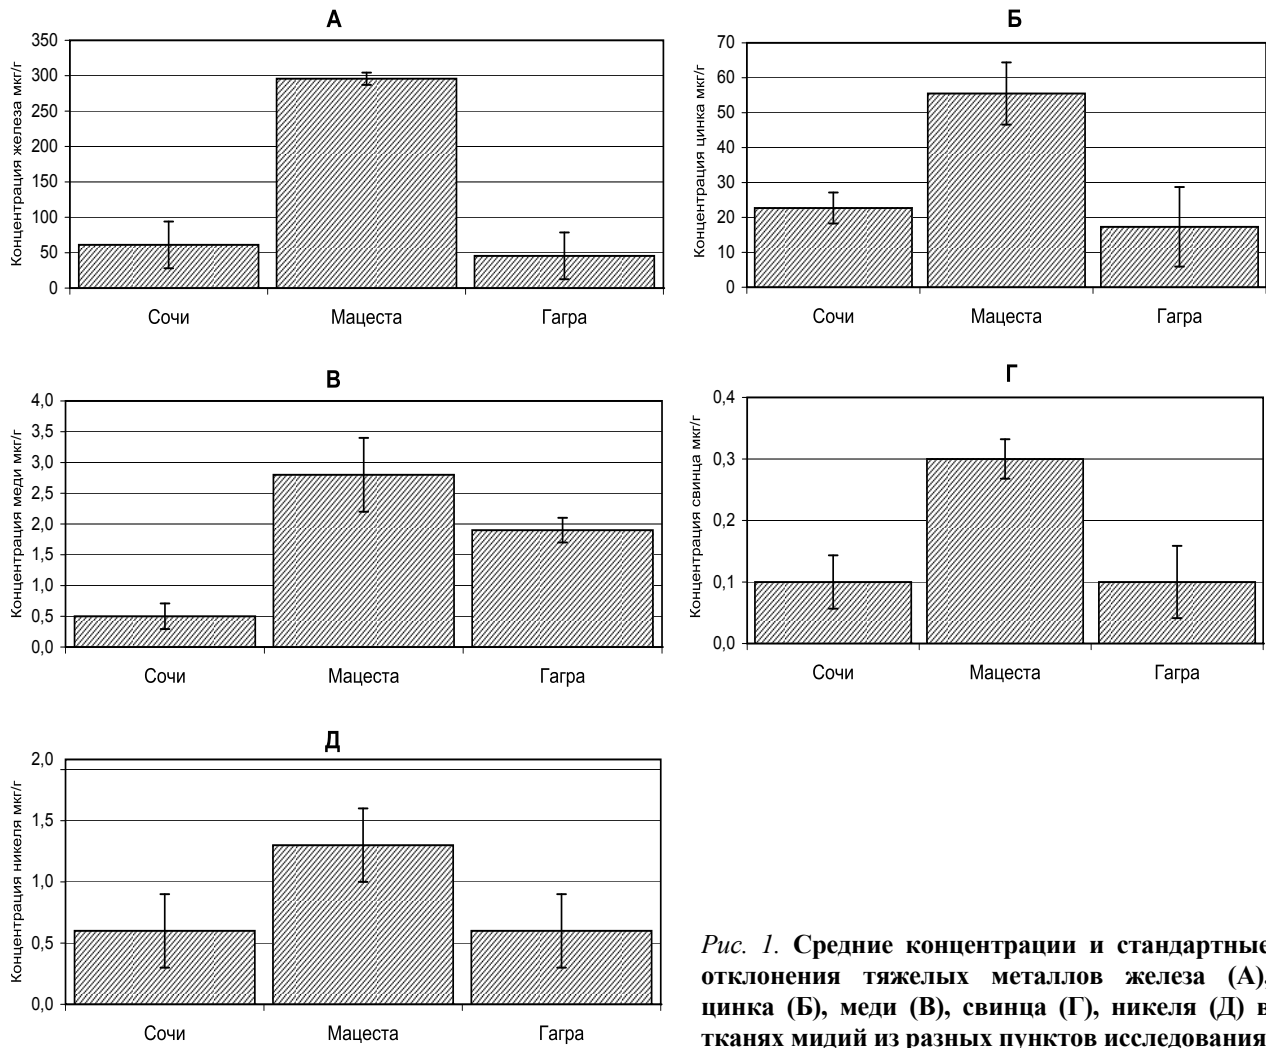 А
Концентрация железа мкг/г
350
300
250
200
150
100
50
0
Сочи Мацеста Гагра
Б
Концентрация цинка мкг/г
70
60
50
40
30
20
10
0
Сочи Мацеста Гагра
В
Концентрация меди мкг/г
4,0
3,5
3,0
2,5
2,0
1,5
1,0
0,5
0,0
Сочи Мацеста Гагра
Г
Концентрация свинца мкг/г
0,4
0,3
0,2
0,1
0,0
Сочи Мацеста Гагра
Д
Концентрация никеля мкг/г
2,0
1,5
1,0
0,5
0,0
Сочи Мацеста Гагра
Рис. 1. Средние концентрации и стандартные
отклонения тяжелых металлов железа (А),
цинка (Б), меди (В), свинца (Г), никеля (Д) в
тканях мидий из разных пунктов исследования